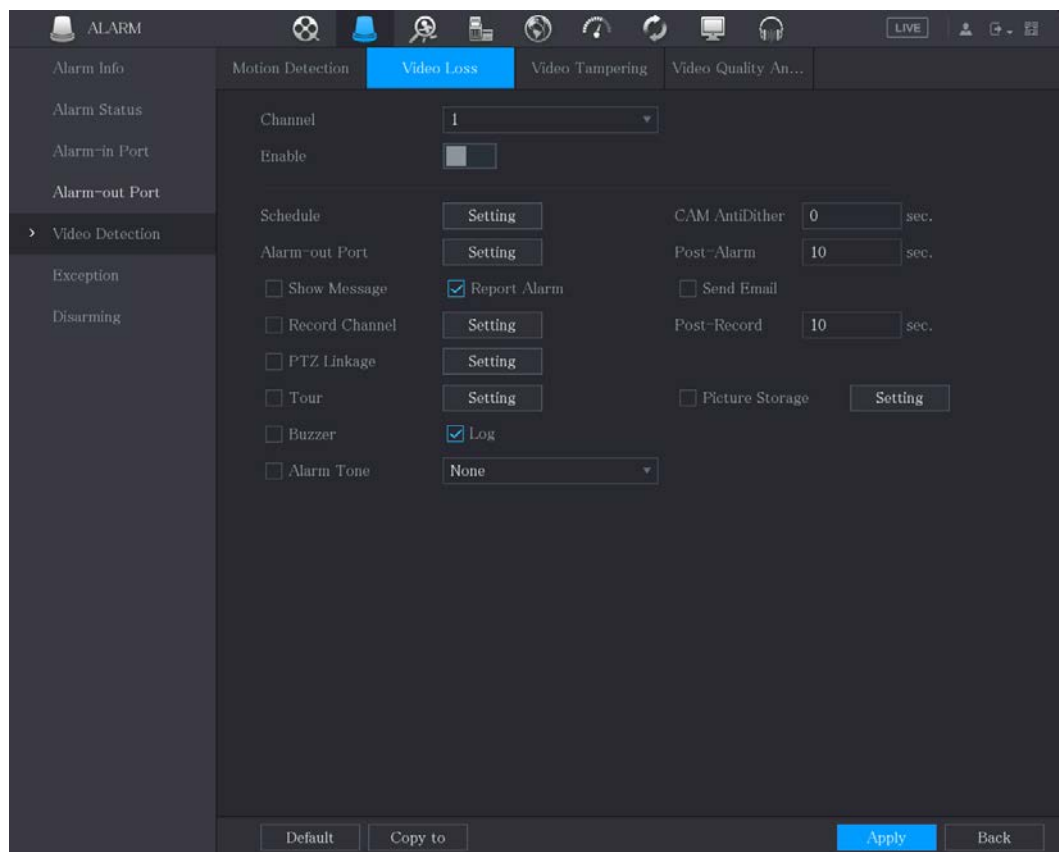 ALARM LIVE
Alarm Info
Alarm Status
Alarm-in Port
Alarm-out Port
Video Detection
Exception
Disarming
Motion Detection Video Loss Video Tampering Video Quality An...
Channel 1
Enable
Schedule Setting CAM AntiDither 0 sec.
Alarm-out Port Setting Post-Alarm 10 sec.
Show Message Report Alarm Send Email
Record Channel Setting Post-Record 10 sec.
PTZ Linkage Setting
Tour Setting Picture Storage Setting
Buzzer Log
Alarm Tone None
Default Copy to Apply Back